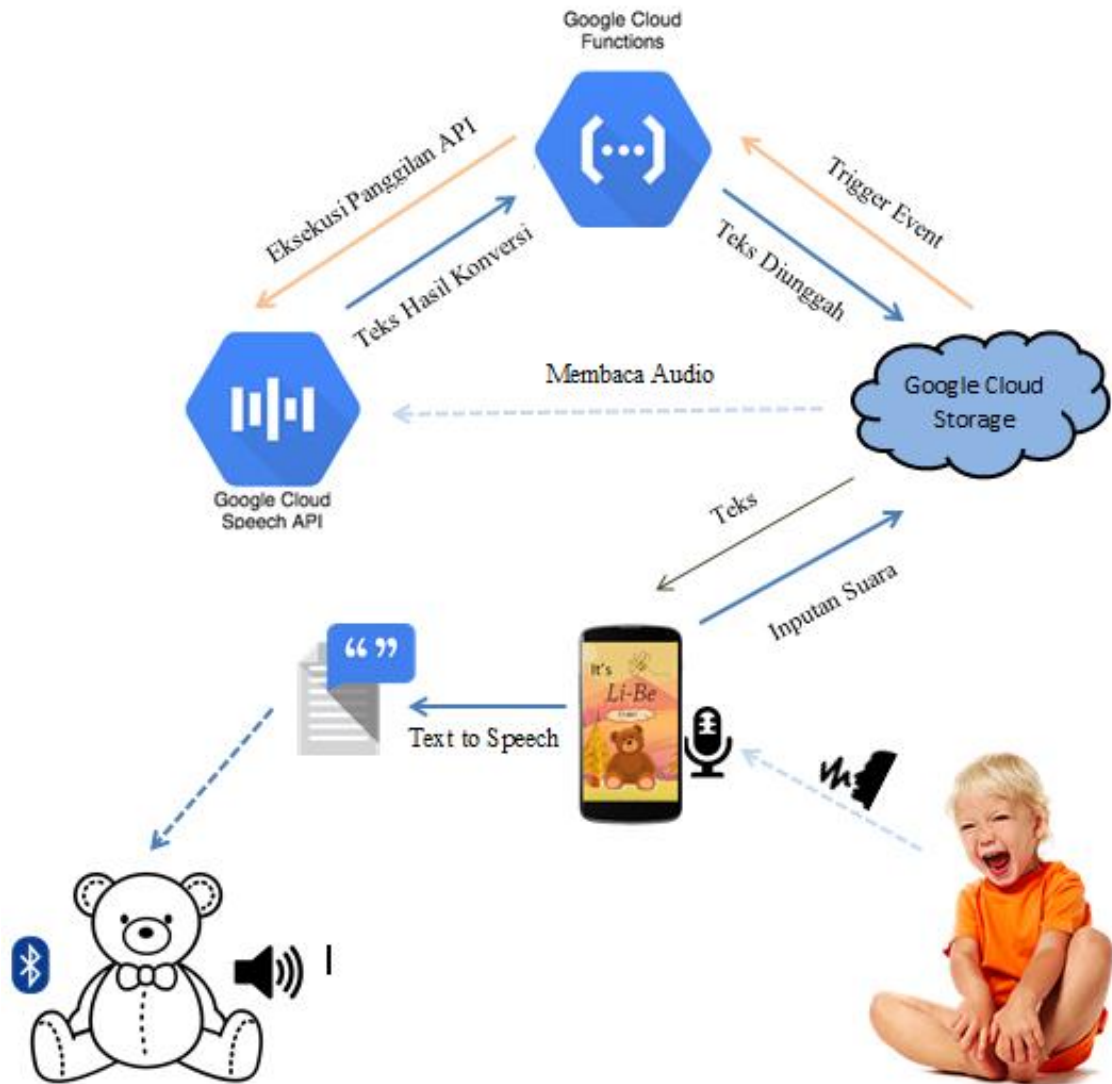 Google Cloud
Functions
Eksekusi Panggilan API
Teks Hasil Konversi
Trigger Event
Teks Diunggah
Membaca Audio
Google Cloud
Storage
Google Cloud
Speech API
Teks
Inputan Suara
“ ”
It's
Li-Be
Text to Speech